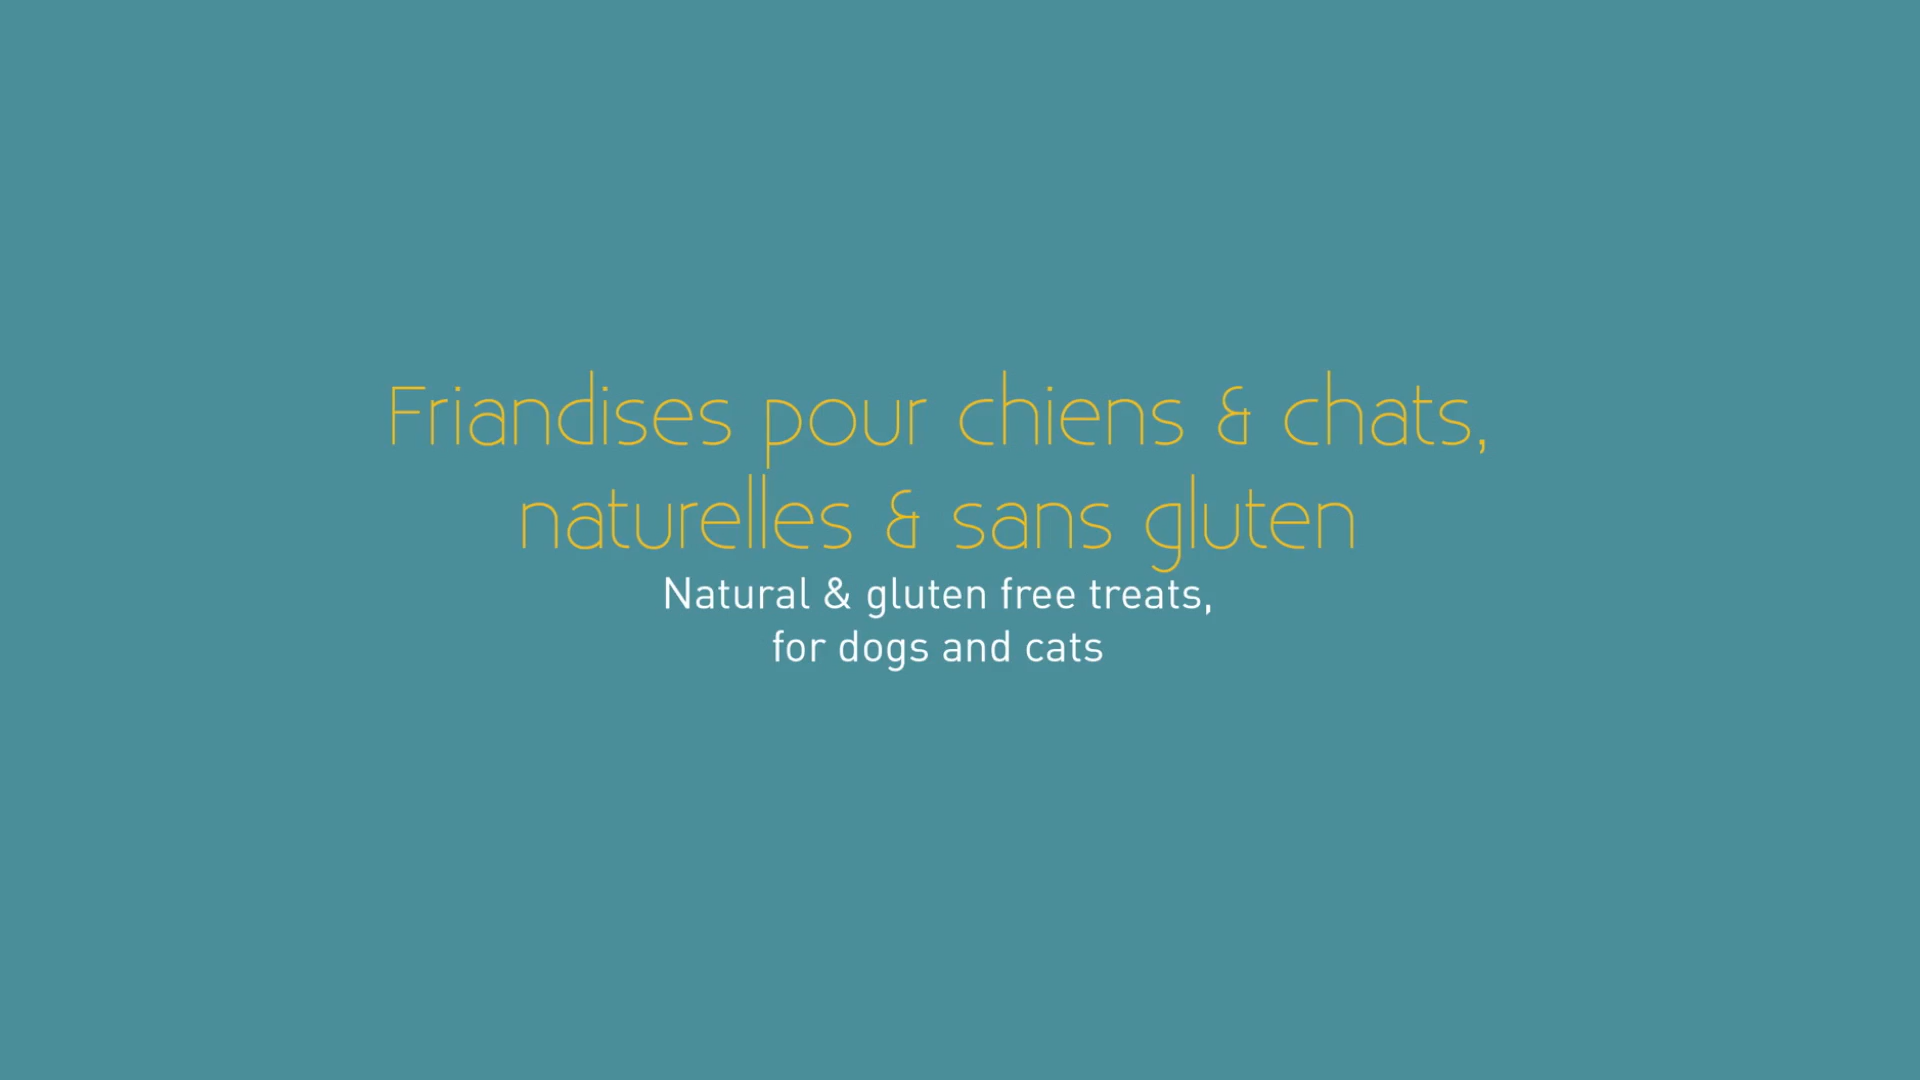 Friandises pour chiens & chats,
naturelles & sans gluten
Natural & gluten free treats,
for dogs and cats